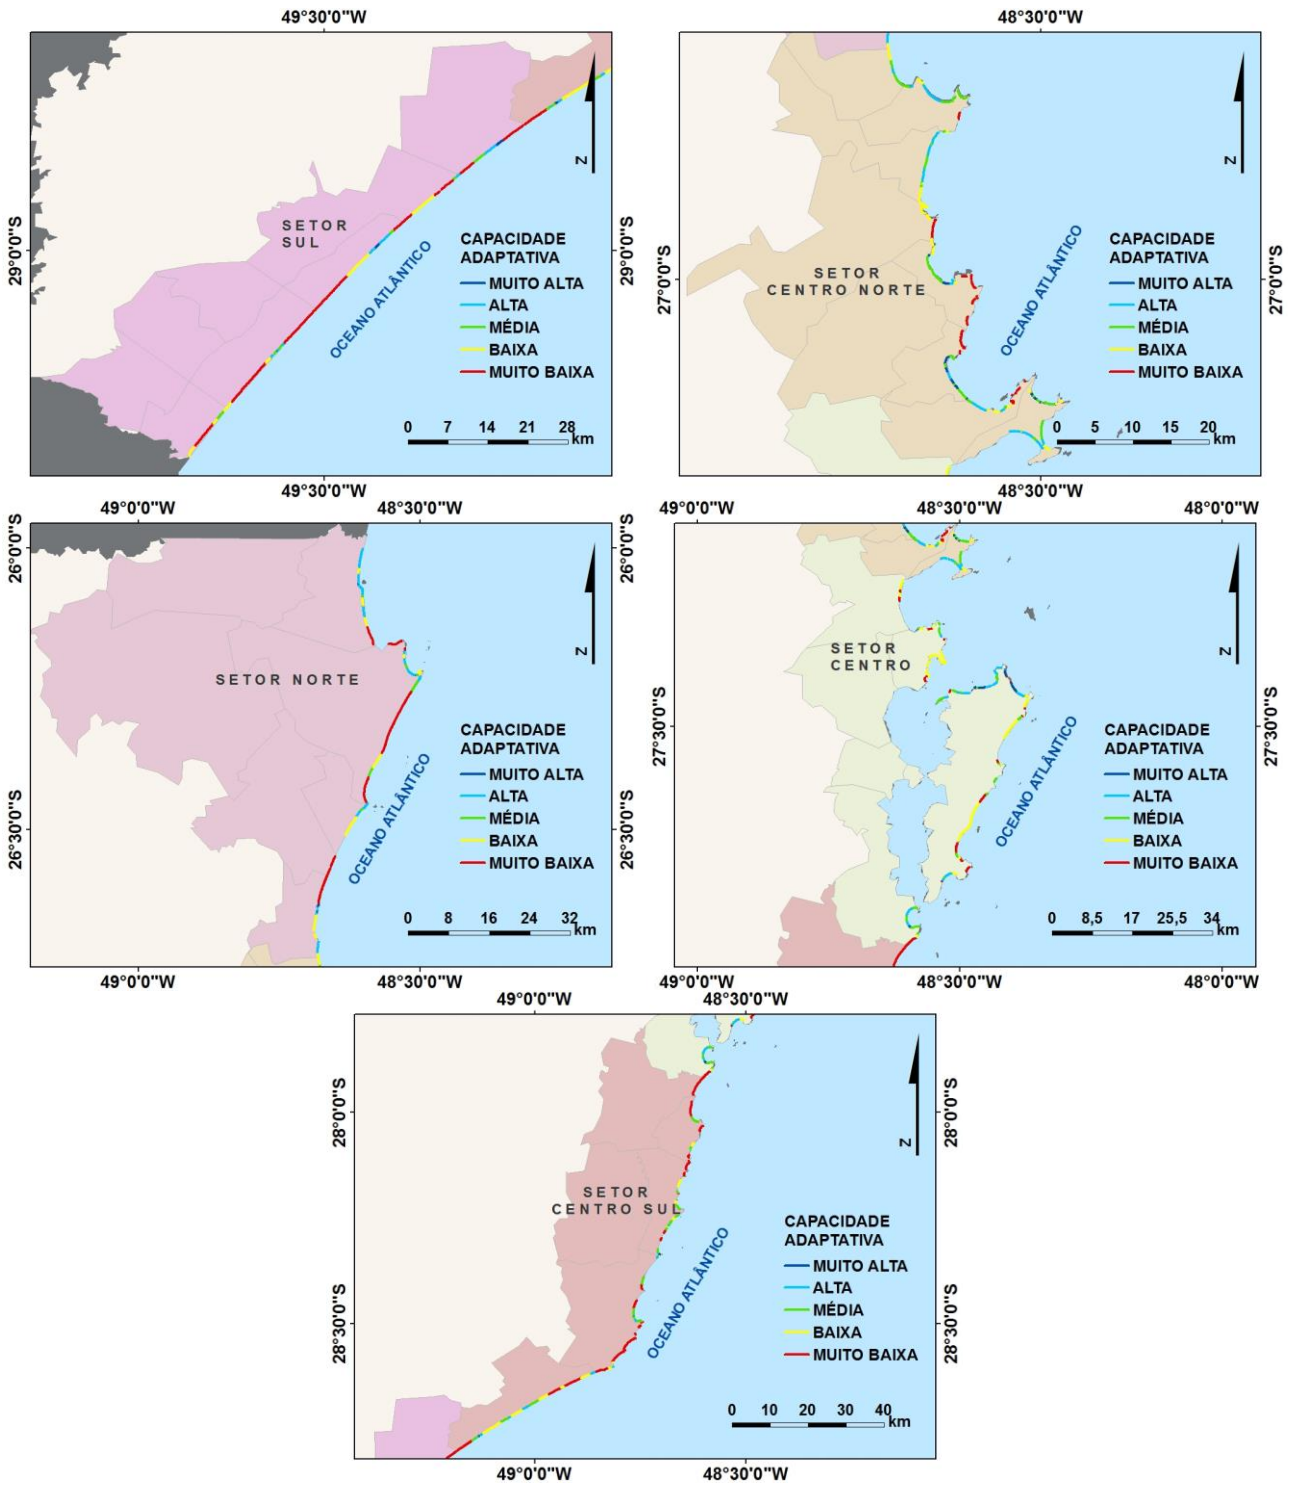 49°30'0"W
29°0'0"S
SETOR
SUL
OCEANO ATLÂNTICO
CAPACIDADE
ADAPTATIVA
MUITO ALTA
ALTA
MÉDIA
BAIXA
MUITO BAIXA
0 7 14 21 28
km
Z
29°0'0"S
49°30'0"W
48°30'0"W
27°0'0"S
SETOR
CENTRO NORTE
OCEANO ATLÂNTICO
CAPACIDADE
ADAPTATIVA
MUITO ALTA
ALTA
MÉDIA
BAIXA
MUITO BAIXA
0 5 10 15 20
km
Z
27°0'0"S
48°30'0"W
49°0'0"W 48°30'0"W
26°0'0"S
26°30'0"S
SETOR NORTE
OCEANO ATLÂNTICO
CAPACIDADE
ADAPTATIVA
MUITO ALTA
ALTA
MÉDIA
BAIXA
MUITO BAIXA
0 8 16 24 32
km
Z
26°0'0"S
26°30'0"S
49°0'0"W 48°30'0"W
49°0'0"W 48°30'0"W 48°0'0"W
27°30'0"S
SETOR
CENTRO
OCEANO ATLÂNTICO
CAPACIDADE
ADAPTATIVA
MUITO ALTA
ALTA
MÉDIA
BAIXA
MUITO BAIXA
0 8,5 17 25,5 34
km
Z
27°30'0"S
49°0'0"W 48°30'0"W 48°0'0"W
49°0'0"W 48°30'0"W
28°0'0"S
28°30'0"S
SETOR
CENTRO SUL
OCEANO ATLÂNTICO
CAPACIDADE
ADAPTATIVA
MUITO ALTA
ALTA
MÉDIA
BAIXA
MUITO BAIXA
0 10 20 30 40
km
Z
28°0'0"S
28°30'0"S
49°0'0"W 48°30'0"W